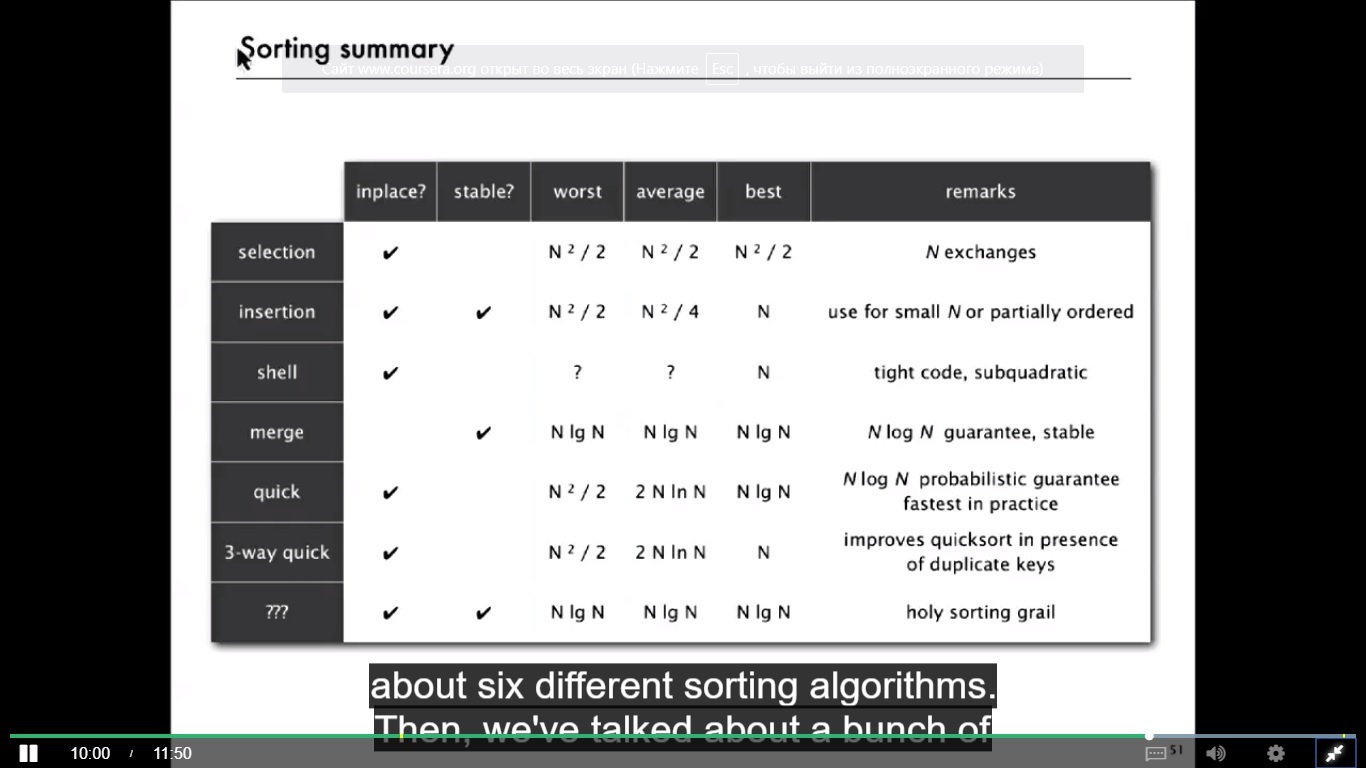 Sorting summary
Сайт www.coursera.org открыт во весь экран (Нажмите Esc , чтобы выйти из полноэкранного режима)
inplace? stable? worst average best remarks
selection ✔ N ² / 2 N ² / 2 N ² / 2 N exchanges
insertion ✔ ✔ N ² / 2 N ² / 4 N use for small N or partially ordered
shell ✔ ? ? N tight code, subquadratic
merge ✔ N lg N N lg N N lg N N log N guarantee, stable
quick ✔ N ² / 2 2 N ln N N lg N N log N probabilistic guarantee
fastest in practice
3-way quick ✔ N ² / 2 2 N ln N N improves quicksort in presence
of duplicate keys
??? ✔ ✔ N lg N N lg N N lg N holy sorting grail
about six different sorting algorithms.
Then, we've talked about a bunch of
10:00 / 11:50 51